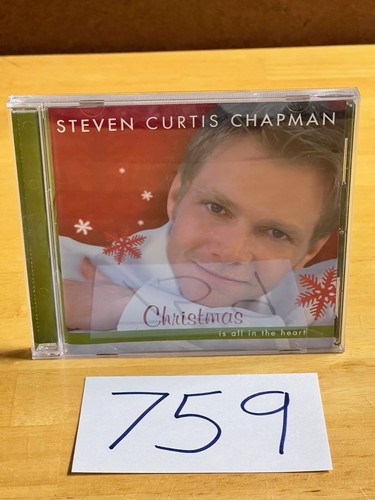 STEVEN CURTIS CHAPMAN
Christmas
is all in the heart
759